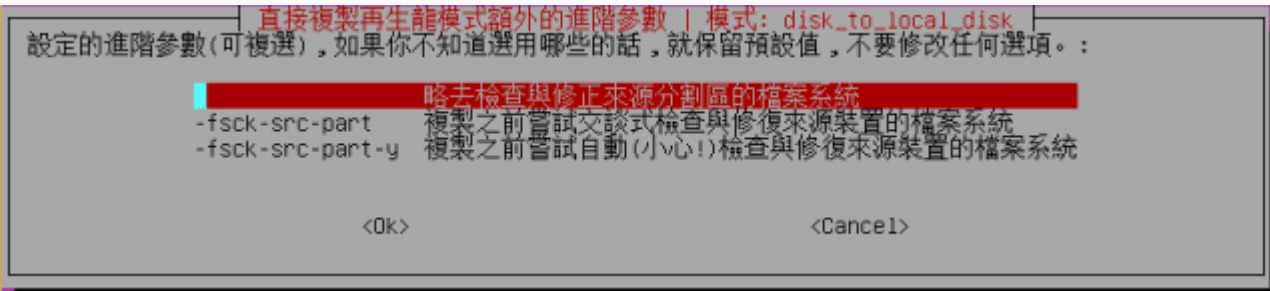 直接複製再生龍模式額外的進階參數 | 模式: disk_to_local_disk
設定的進階參數(可複選),如果你不知道選用哪些的話,就保留預設值,不要修改任何選項。:
略去檢查與修正來源分割區的檔案系統
-fsck-src-part 複製之前嘗試交談式檢查與修復來源裝置的檔案系統
-fsck-src-part-y 複製之前嘗試自動(小心!)檢查與修復來源裝置的檔案系統
<Ok> <Cancel>